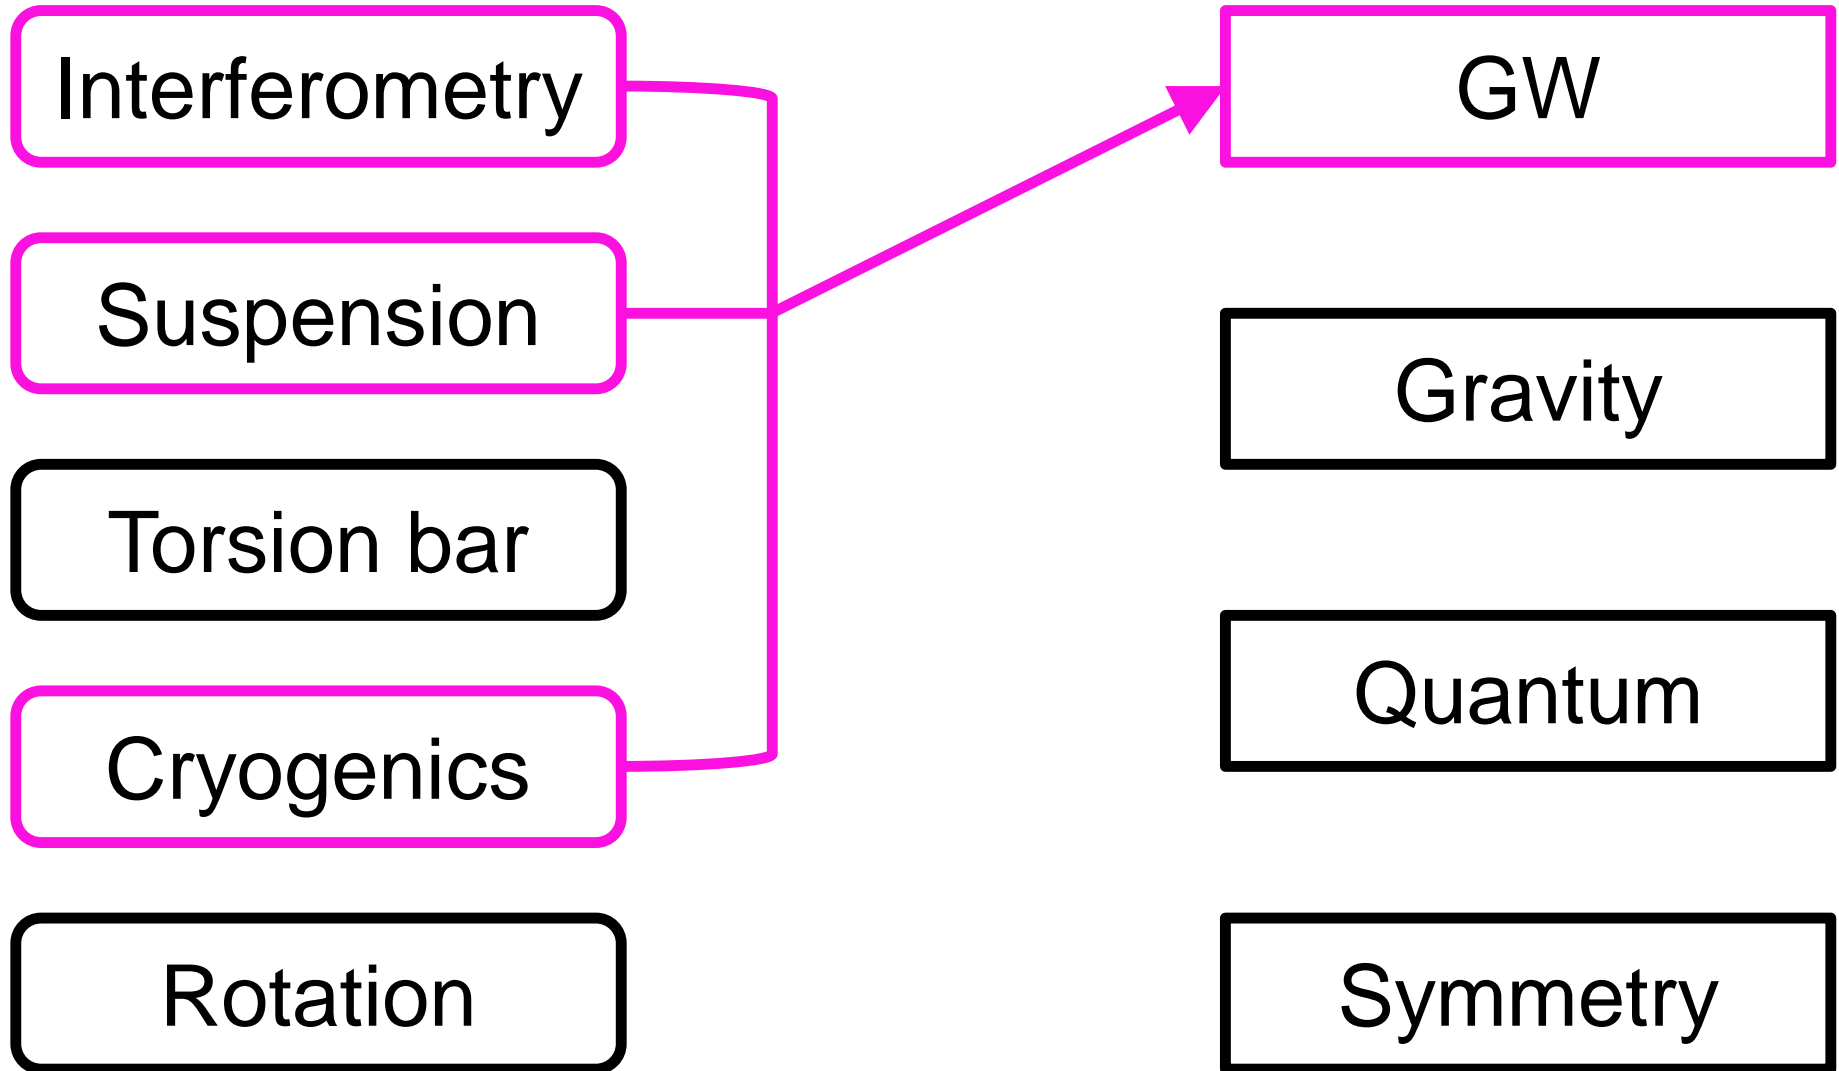 Interferometry
Suspension
Torsion bar
Cryogenics
Rotation
GW
Gravity
Quantum
Symmetry